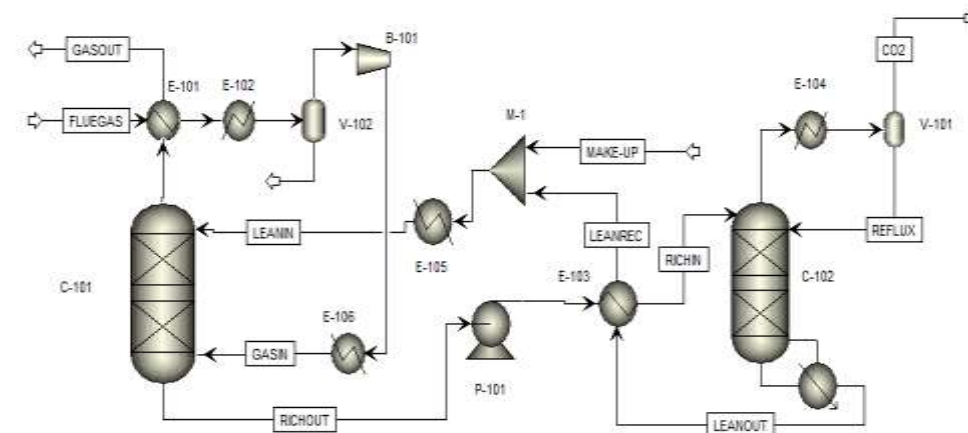 GASOUT
B-101
CO2
E-101
E-102
E-104
FLUEGAS
V-102
M-1
V-101
MAKE-UP
LEANIN
LEANREC
RICHIN
REFLUX
E-105
C-101
E-103
C-102
E-106
GASIN
P-101
RICHOUT
LEANOUT